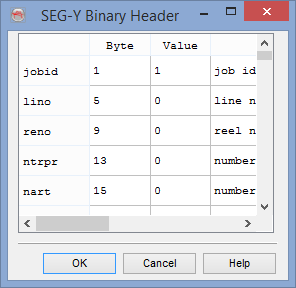 SEG-Y Binary Header
Byte Value
jobid 1 1 job id
lino 5 0 line n
reno 9 0 reel n
ntrpr 13 0 number
nart 15 0 number
OK Cancel Help